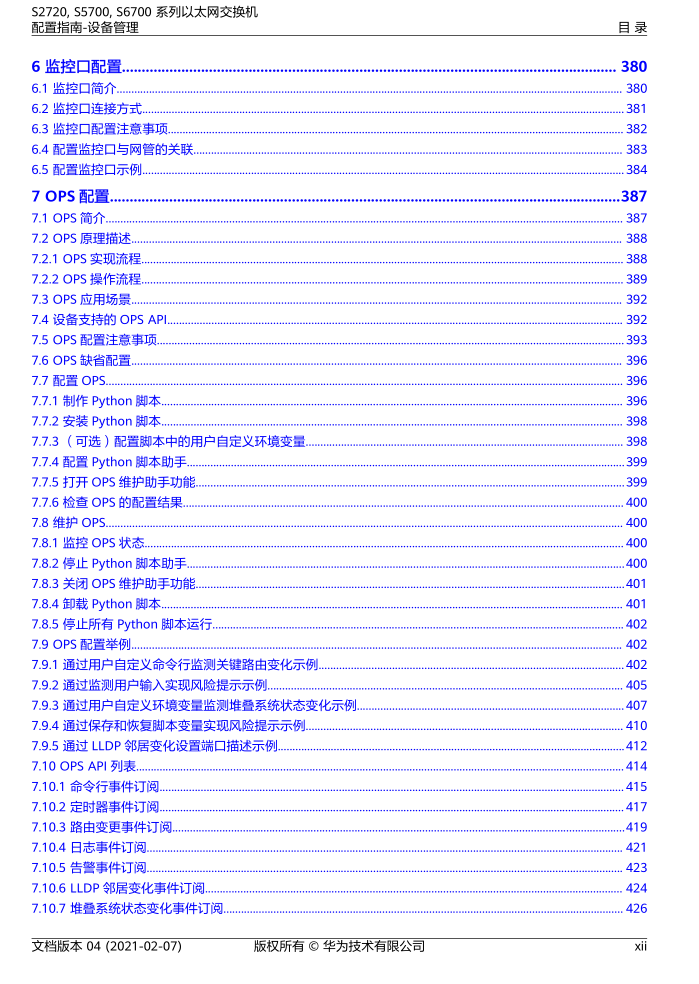 S2720, S5700, S6700 系列以太网交换机
配置指南-设备管理 目 录
6 监控口配置 380
6.1 监控口简介 380
6.2 监控口连接方式 381
6.3 监控口配置注意事项 382
6.4 配置监控口与网管的关联 383
6.5 配置监控口示例 384
7 OPS 配置 387
7.1 OPS 简介 387
7.2 OPS 原理描述 388
7.2.1 OPS 实现流程 388
7.2.2 OPS 操作流程 389
7.3 OPS 应用场景 392
7.4 设备支持的 OPS API 392
7.5 OPS 配置注意事项 393
7.6 OPS 缺省配置 396
7.7 配置 OPS 396
7.7.1 制作 Python 脚本 396
7.7.2 安装 Python 脚本 398
7.7.3 （可选）配置脚本中的用户自定义环境变量 398
7.7.4 配置 Python 脚本助手 399
7.7.5 打开 OPS 维护助手功能 399
7.7.6 检查 OPS 的配置结果 400
7.8 维护 OPS 400
7.8.1 监控 OPS 状态 400
7.8.2 停止 Python 脚本助手 400
7.8.3 关闭 OPS 维护助手功能 401
7.8.4 卸载 Python 脚本 401
7.8.5 停止所有 Python 脚本运行 402
7.9 OPS 配置举例 402
7.9.1 通过用户自定义命令行监测关键路由变化示例 402
7.9.2 通过监测用户输入实现风险提示示例 405
7.9.3 通过用户自定义环境变量监测堆叠系统状态变化示例 407
7.9.4 通过保存和恢复脚本变量实现风险提示示例 410
7.9.5 通过 LLDP 邻居变化设置端口描述示例 412
7.10 OPS API 列表 414
7.10.1 命令行事件订阅 415
7.10.2 定时器事件订阅 417
7.10.3 路由变更事件订阅 419
7.10.4 日志事件订阅 421
7.10.5 告警事件订阅 423
7.10.6 LLDP 邻居变化事件订阅 424
7.10.7 堆叠系统状态变化事件订阅 426
文档版本 04 (2021-02-07) 版权所有 © 华为技术有限公司 xii